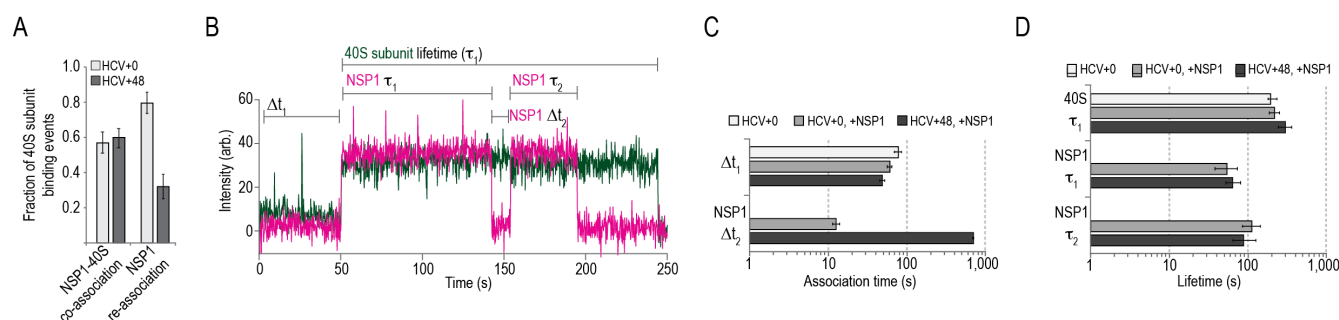 A
HCV+0
HCV+48
Fraction of 40S subunit
binding events
1.0
0.8
0.6
0.4
0.2
NSP1-40S
co-association
NSP1
re-association
B
40S subunit lifetime (τ1)
NSP1 τ1
NSP1 τ2
Δt1
NSP1 Δt2
Intensity (arb.)
60
40
20
0
0 50 100 150 200 250
Time (s)
C
HCV+0 HCV+0, +NSP1 HCV+48, +NSP1
Δt1
NSP1
Δt2
1 10 100 1,000
Association time (s)
D
HCV+0 HCV+0, +NSP1 HCV+48, +NSP1
40S
τ1
NSP1
τ1
NSP1
τ2
1 10 100 1,000
Lifetime (s)